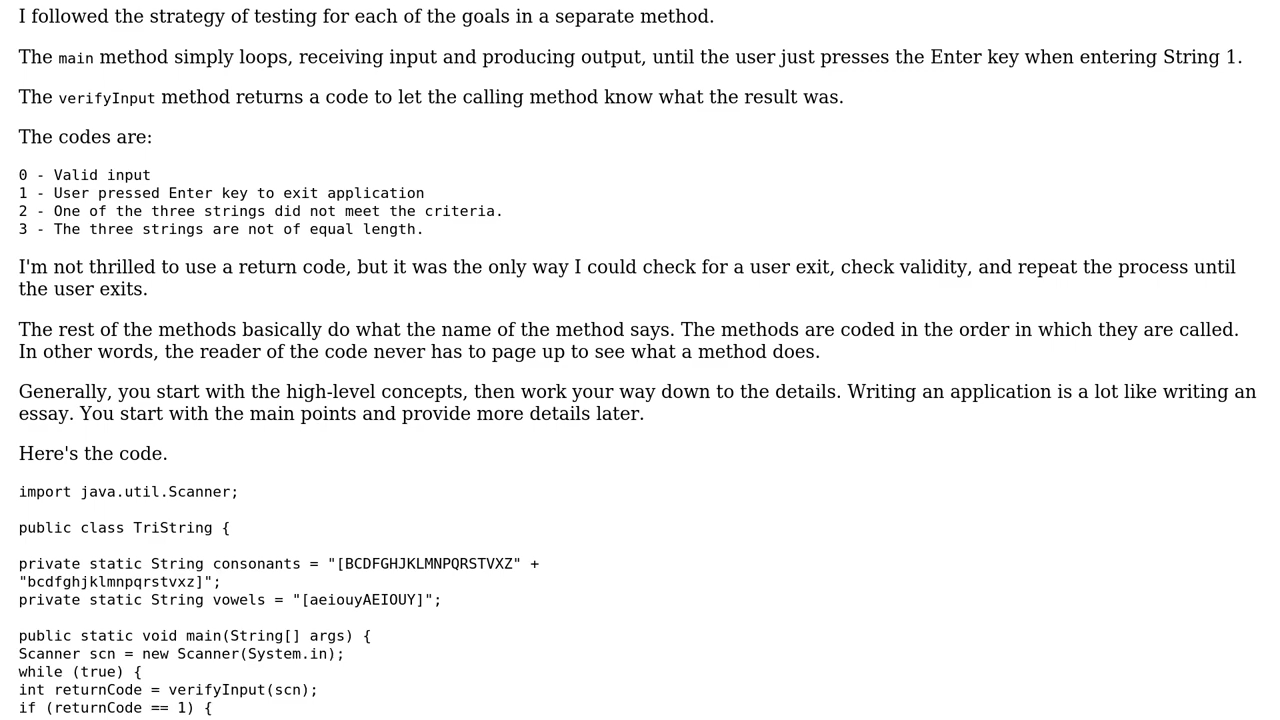 I followed the strategy of testing for each of the goals in a separate method.
The main method simply loops, receiving input and producing output, until the user just presses the Enter key when entering String 1.
The verifyInput method returns a code to let the calling method know what the result was.
The codes are:
0 - Valid input
1 - User pressed Enter key to exit application
2 - One of the three strings did not meet the criteria.
3 - The three strings are not of equal length.
I'm not thrilled to use a return code, but it was the only way I could check for a user exit, check validity, and repeat the process until
the user exits.
The rest of the methods basically do what the name of the method says. The methods are coded in the order in which they are called.
In other words, the reader of the code never has to page up to see what a method does.
Generally, you start with the high-level concepts, then work your way down to the details. Writing an application is a lot like writing an
essay. You start with the main points and provide more details later.
Here's the code.
import java.util.Scanner;
public class TriString {
private static String consonants = "[BCDFGHJKLMNPQRSTVXZ" +
"bcdfghjklmnpqrstvxz]";
private static String vowels = "[aeiouyAEIOUY]";
public static void main(String[] args) {
Scanner scn = new Scanner(System.in);
while (true) {
int returnCode = verifyInput(scn);
if (returnCode == 1) {